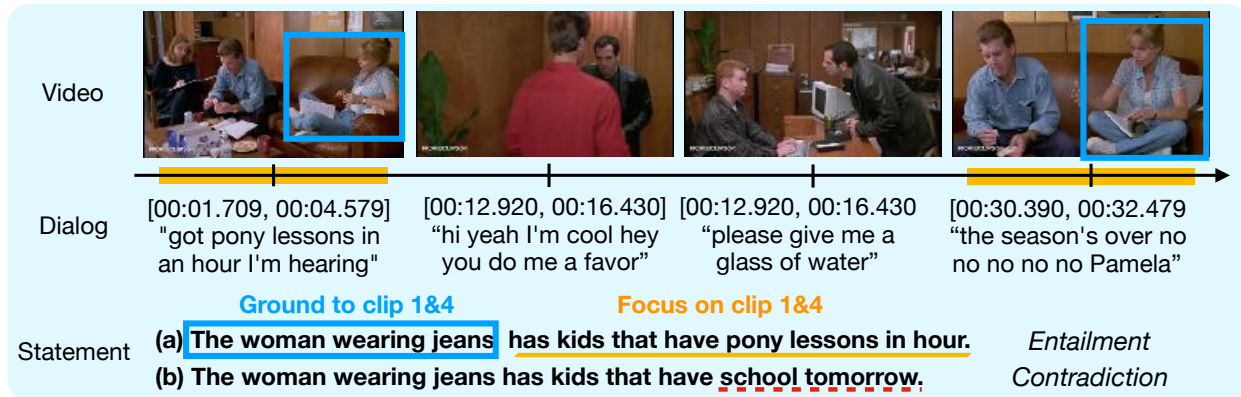 Video
[00:01.709, 00:04.579] [00:12.920, 00:16.430] [00:12.920, 00:16.430 [00:30.390, 00:32.479
Dialog
"got pony lessons in
an hour I'm hearing"
“hi yeah I'm cool hey
you do me a favor”
“please give me a
glass of water”
“the season's over no
no no no no Pamela”
Ground to clip 1&4 Focus on clip 1&4
Statement
(a) The woman wearing jeans has kids that have pony lessons in hour. Entailment
(b) The woman wearing jeans has kids that have school tomorrow. Contradiction